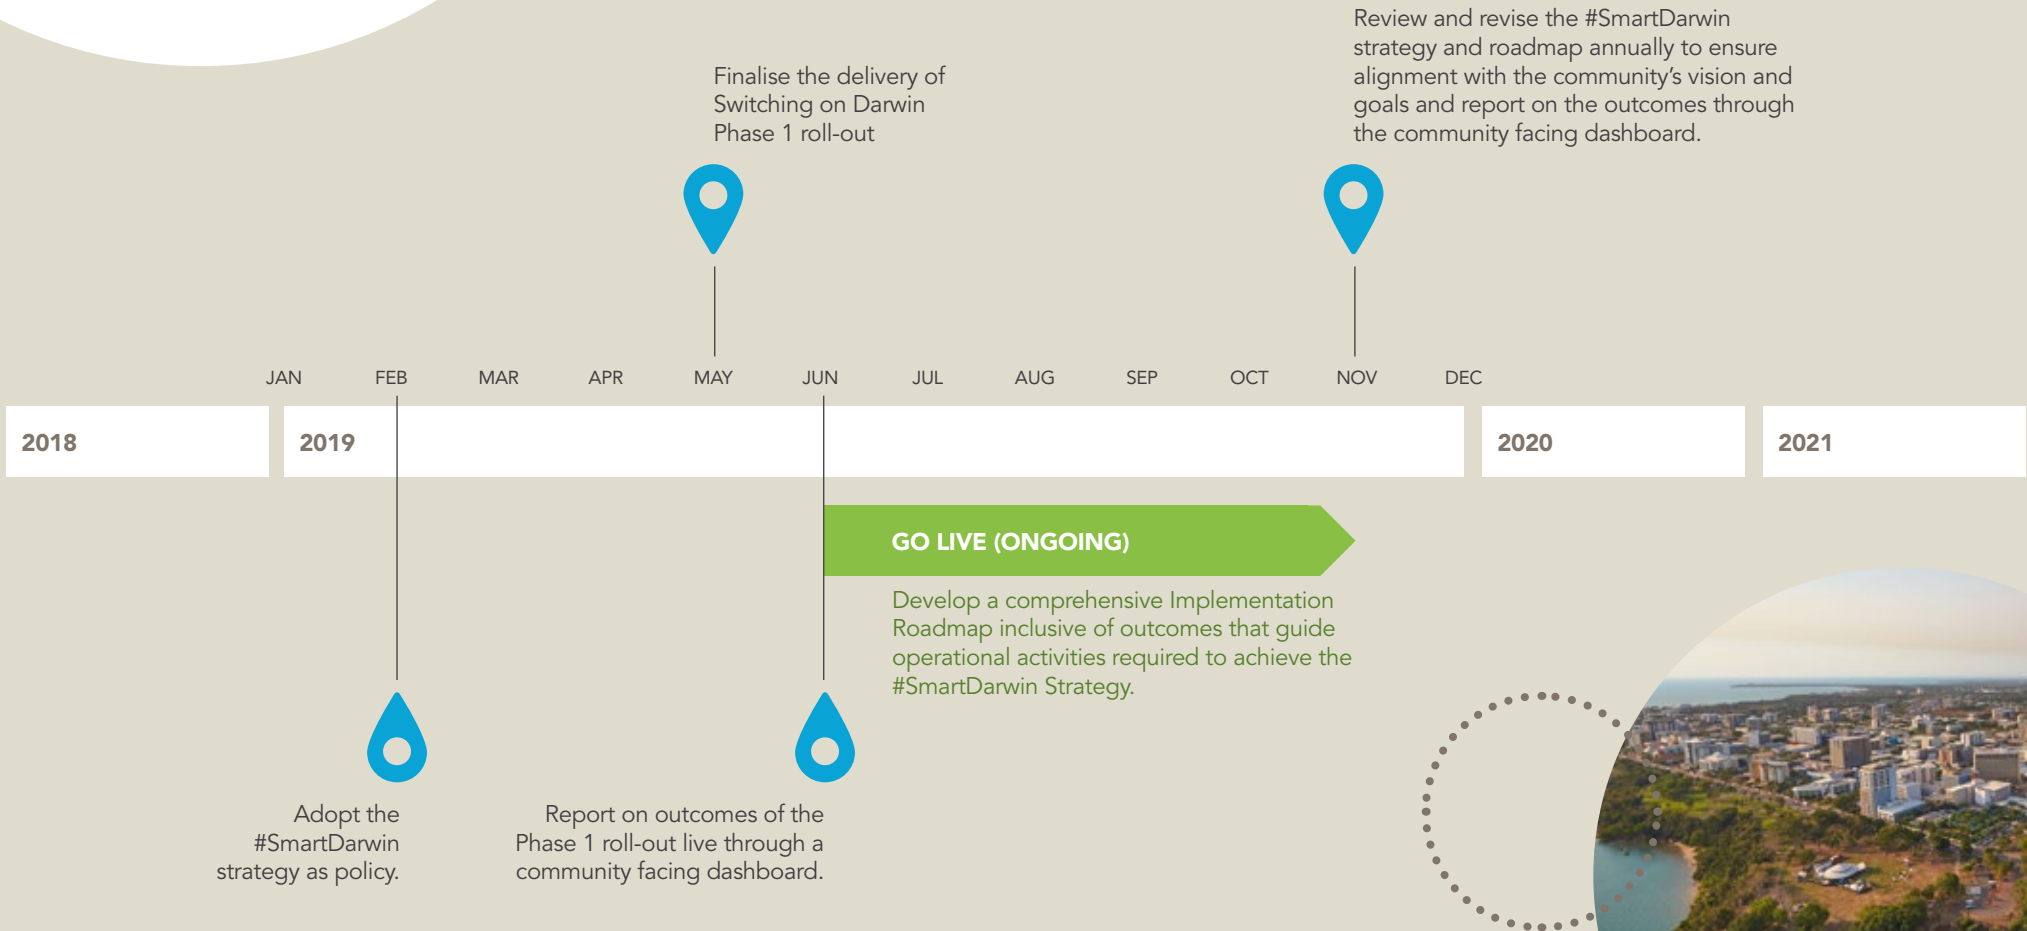 Review and revise the #SmartDarwin
strategy and roadmap annually to ensure
alignment with the community's vision and
goals and report on the outcomes through
the community facing dashboard.
Finalise the delivery of
Switching on Darwin
Phase 1 roll-out
JAN FEB MAR APR MAY JUN JUL AUG SEP OCT NOV DEC
2018 2019 2020 2021
GO LIVE (ONGOING)
Develop a comprehensive Implementation
Roadmap inclusive of outcomes that guide
operational activities required to achieve the
#SmartDarwin Strategy.
Adopt the
#SmartDarwin
strategy as policy.
Report on outcomes of the
Phase 1 roll-out live through a
community facing dashboard.